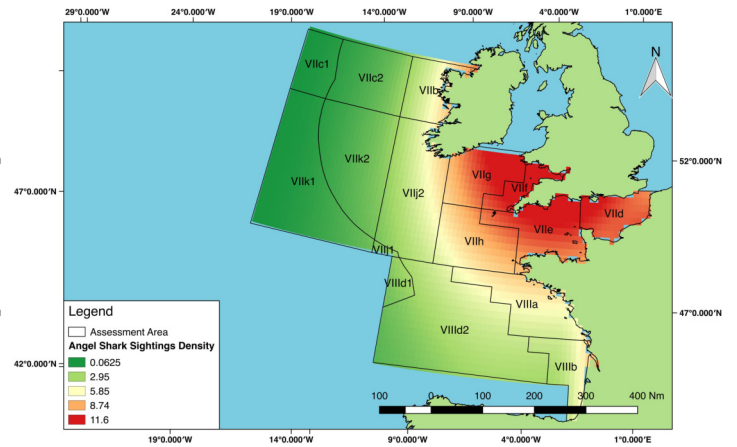 29°0.000'W 24°0.000'W 19°0.000'W 14°0.000'W 9°0.000'W 4°0.000'W 1°0.000'E
N
VIIc1
VIIc2
VIIb
52°0.000'N
VIIk2
VIIg
VIIf
47°0.000'N
VIIk1
VIIj2
VIId
VIIe
VIIh
VIIj1
VIIId1
VIIIa
47°0.000'N
VIIId2
VIIIb
42°0.000'N
Legend
Assessment Area
Angel Shark Sightings Density
0.0625
2.95
5.85
8.74
11.6
100 0 100 200 300 400 Nm
19°0.000'W 14°0.000'W 9°0.000'W 4°0.000'W 1°0.000'E